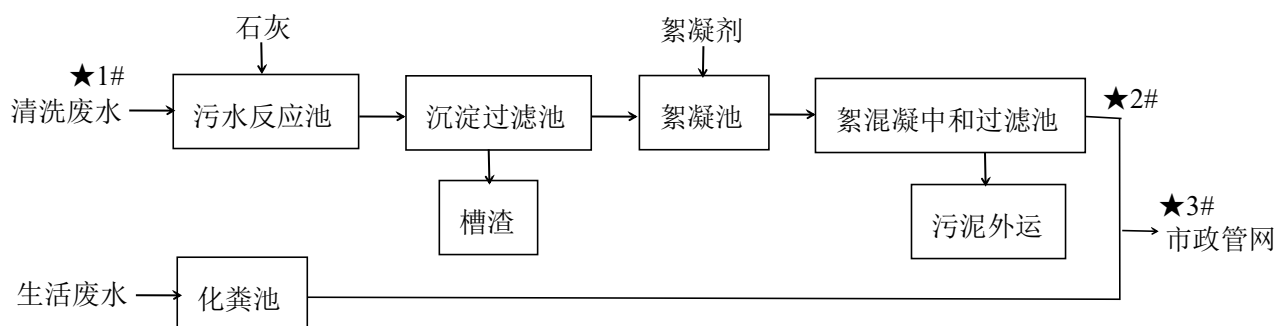 石灰
絮凝剂
★1#
清洗废水
污水反应池
沉淀过滤池
絮凝池
絮混凝中和过滤池
★2#
槽渣
污泥外运
★3#
市政管网
生活废水
化粪池